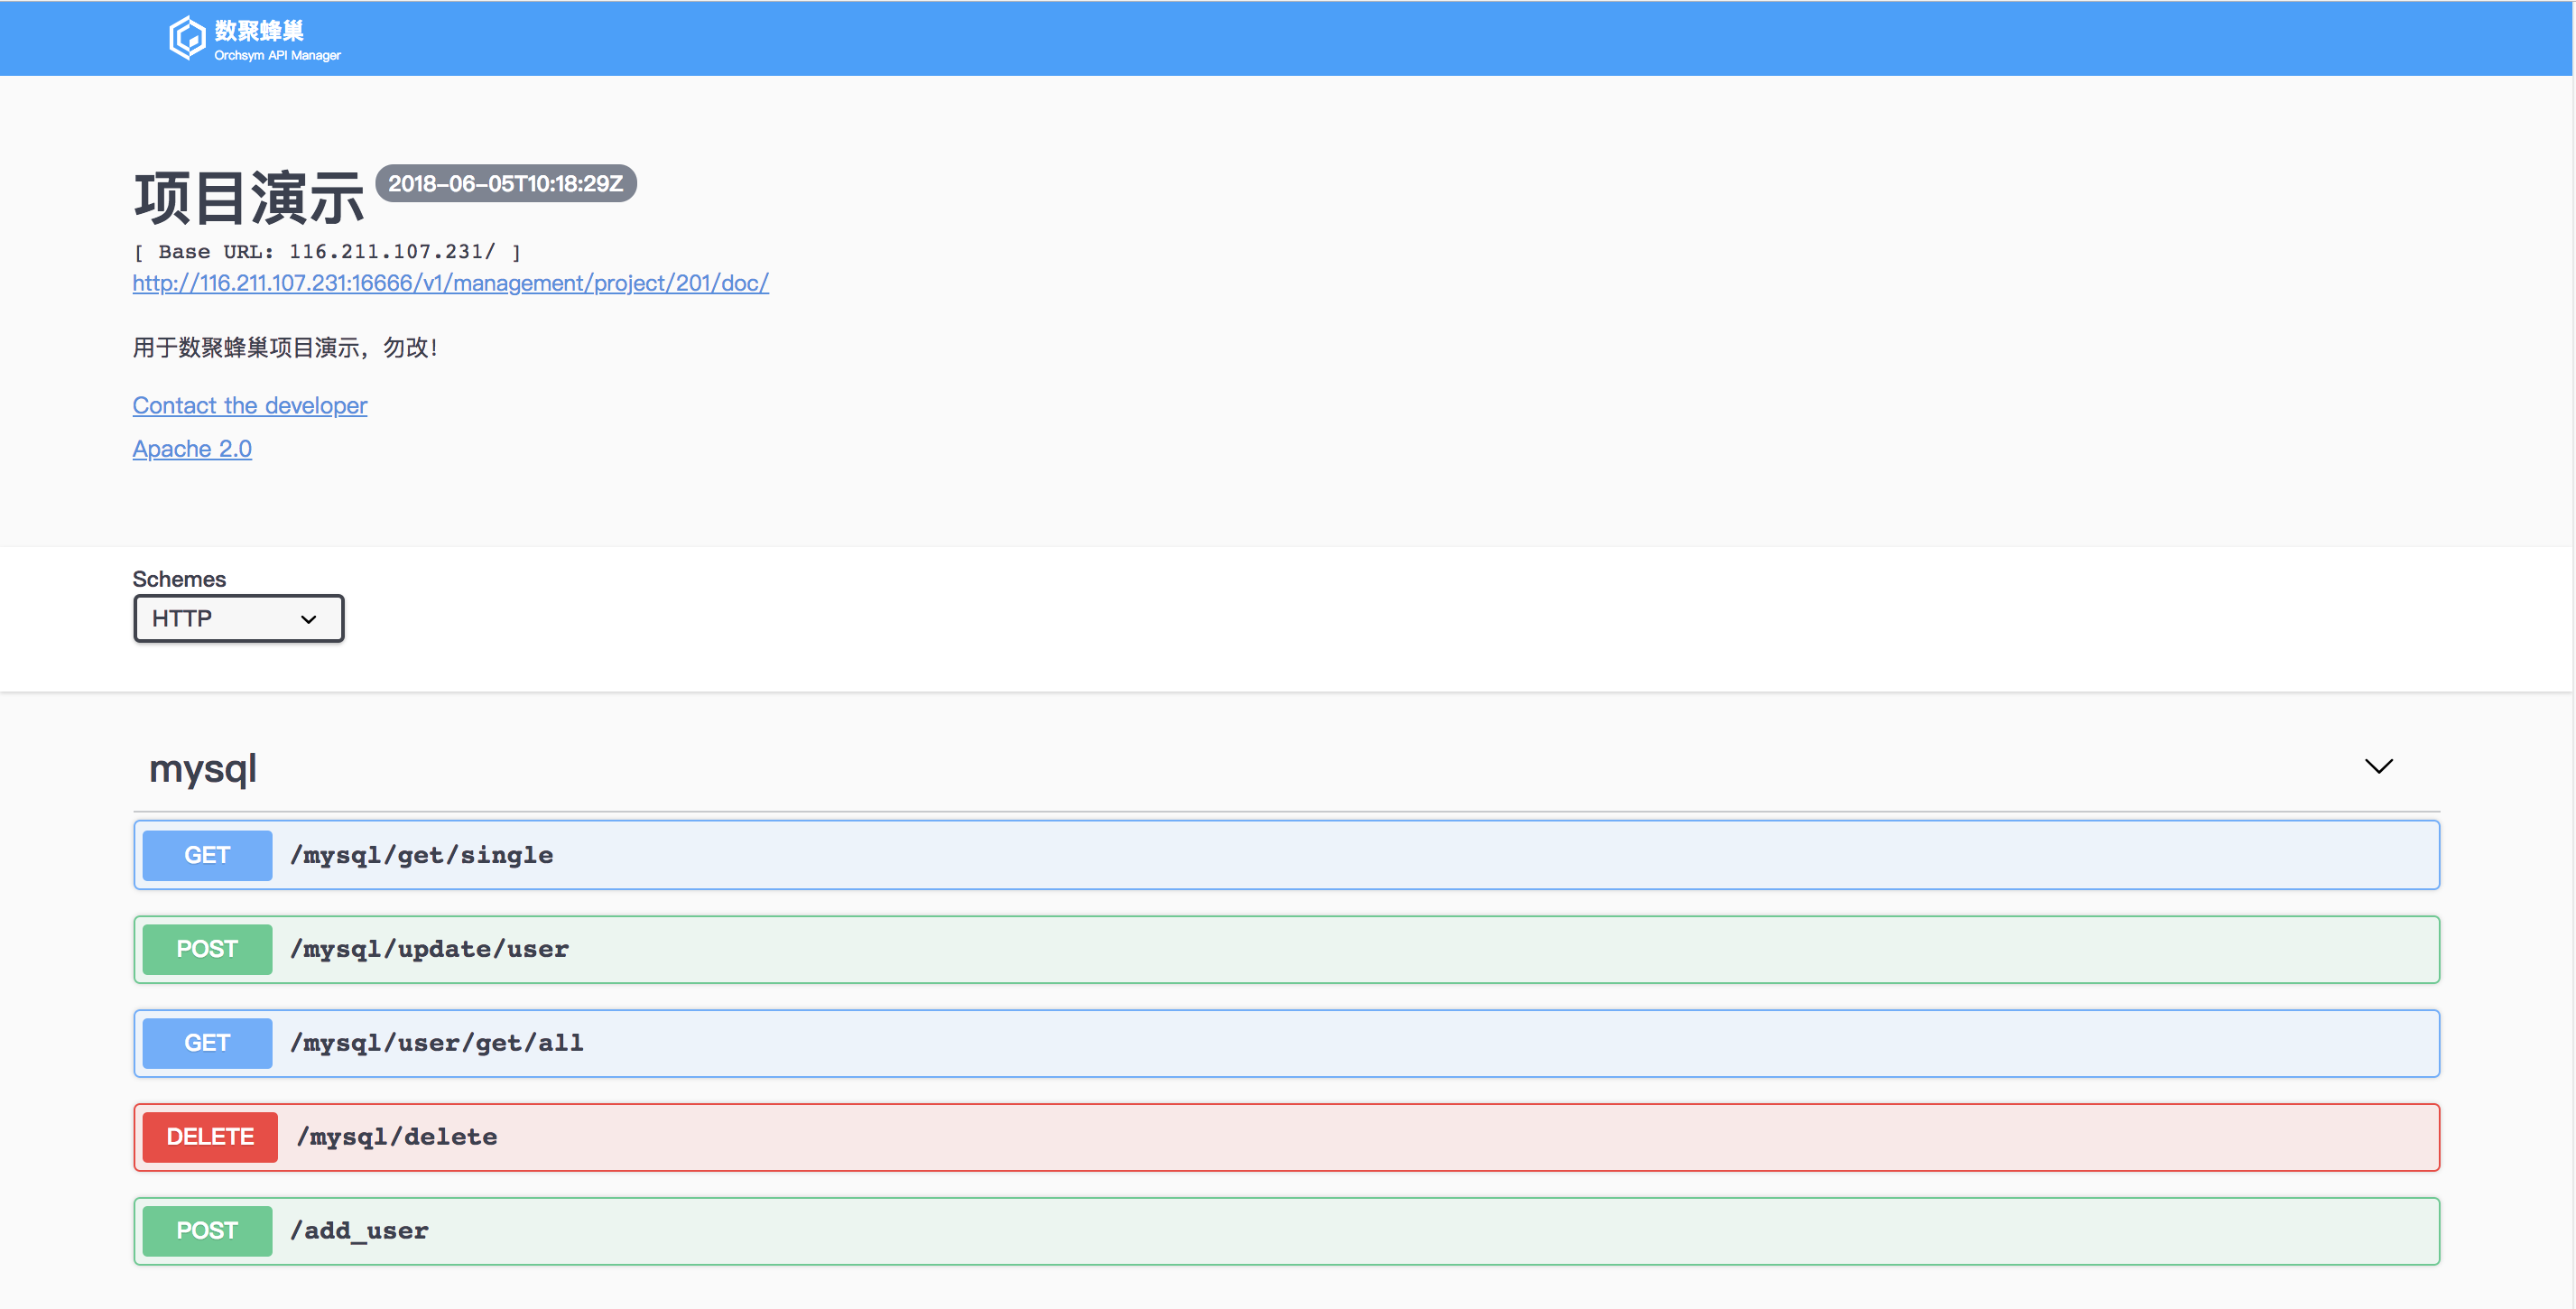 数聚蜂巢
Orchsym API Manager
项目演示 2018-06-05T10:18:29Z
[ Base URL: 116.211.107.231/ ]
http://116.211.107.231:16666/v1/management/project/201/doc/
用于数聚蜂巢项目演示，勿改！
Contact the developer
Apache 2.0
Schemes
HTTP
mysql
GET /mysql/get/single
POST /mysql/update/user
GET /mysql/user/get/all
DELETE /mysql/delete
POST /add_user